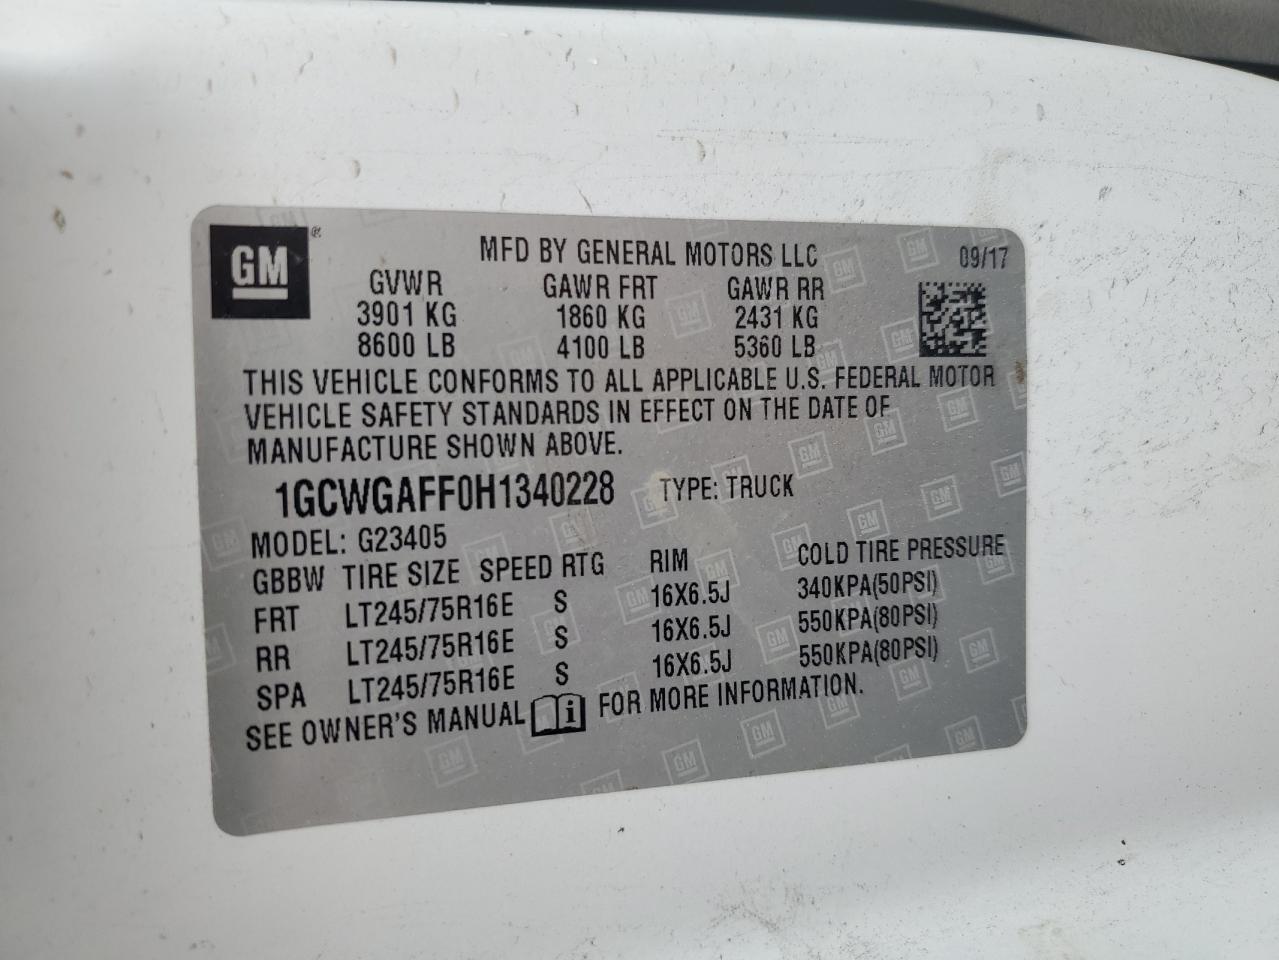 GM®
MFD BY GENERAL MOTORS LLC 09/17
GVWR GAWR FRT GAWR RR
3901 KG 1860 KG 2431 KG
8600 LB 4100 LB 5360 LB
THIS VEHICLE CONFORMS TO ALL APPLICABLE U.S. FEDERAL MOTOR
VEHICLE SAFETY STANDARDS IN EFFECT ON THE DATE OF
MANUFACTURE SHOWN ABOVE.
1GCWGAFF0H1340228 TYPE: TRUCK
MODEL: G23405
GBBW TIRE SIZE SPEED RTG RIM COLD TIRE PRESSURE
FRT LT245/75R16E S 16X6.5J 340KPA(50PSI)
RR LT245/75R16E S 16X6.5J 550KPA(80PSI)
SPA LT245/75R16E S 16X6.5J 550KPA(80PSI)
SEE OWNER'S MANUAL i FOR MORE INFORMATION.